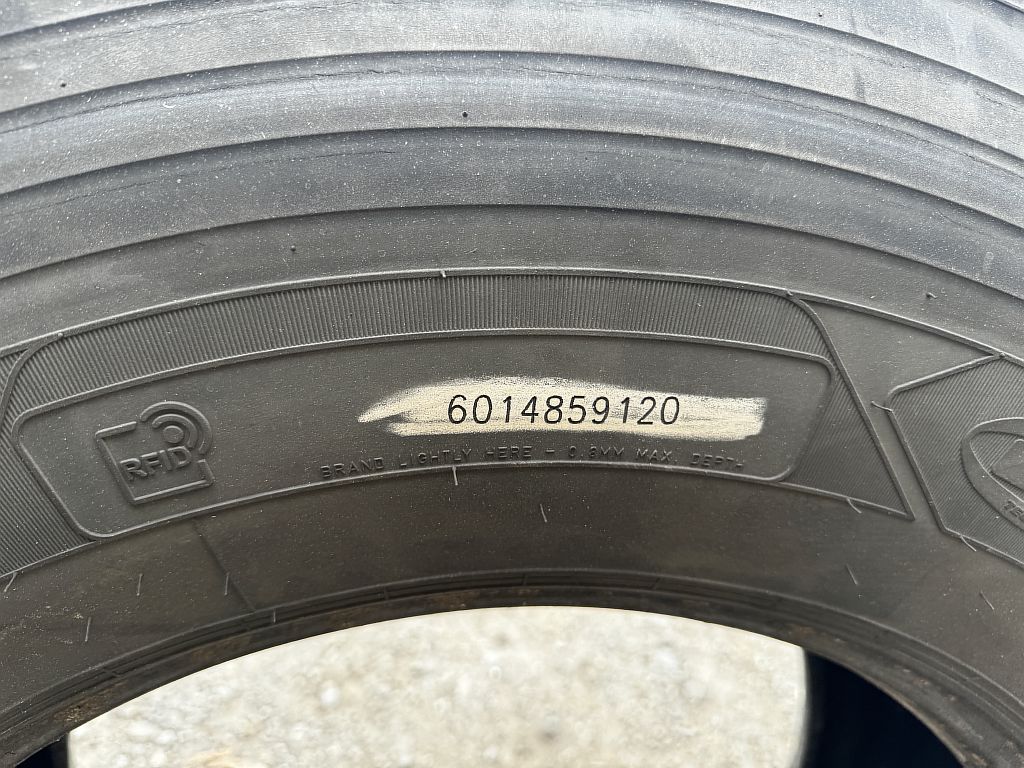 6014859120
RFID
BRAND LIGHTLY HERE - 0.8MM MAX. DEPTH